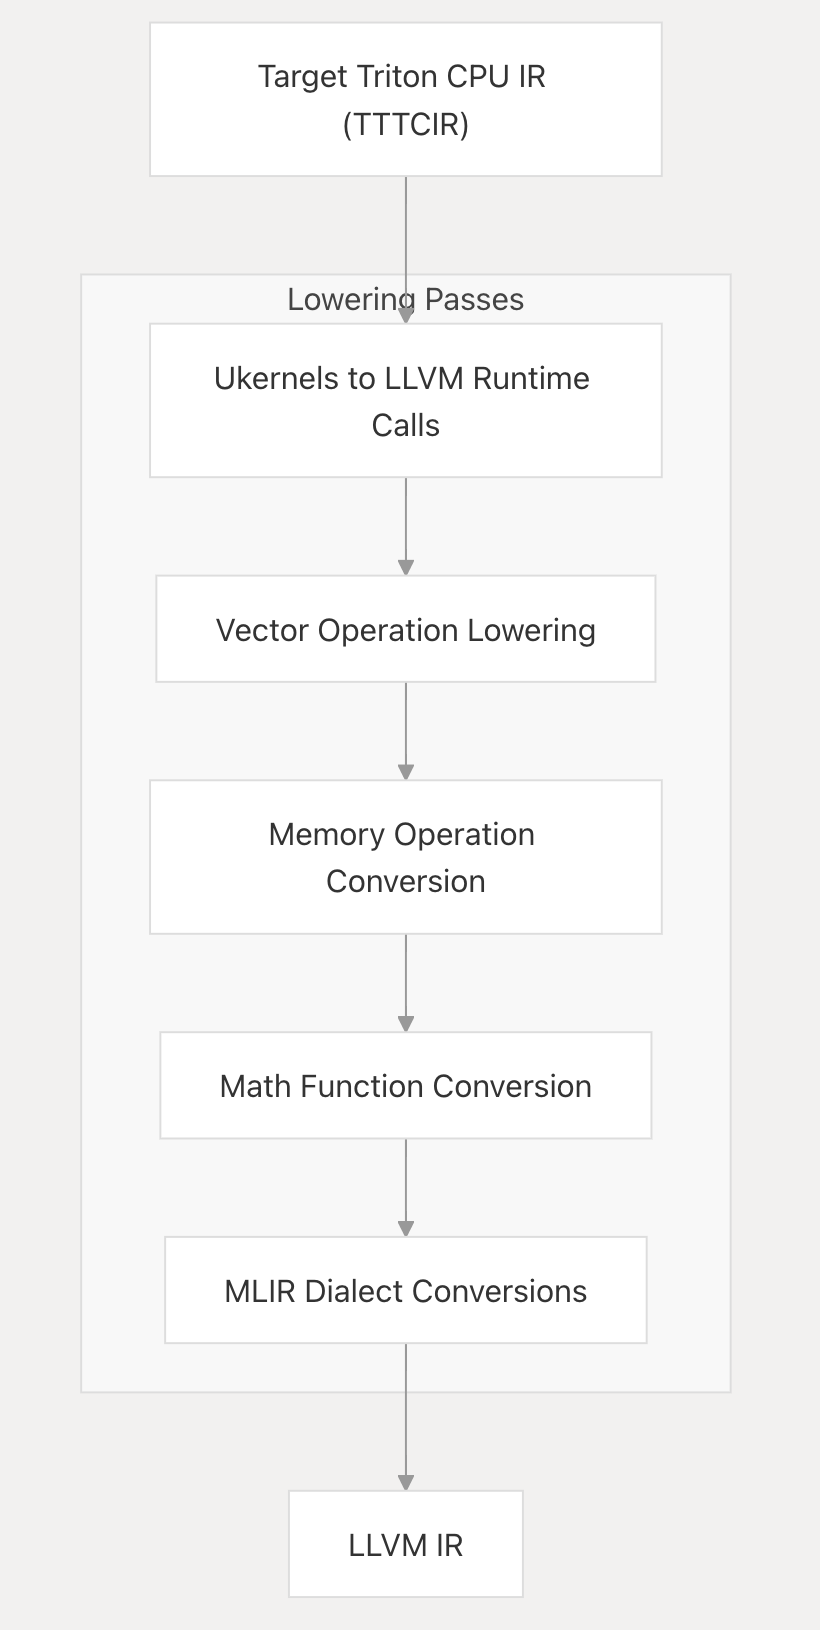 Target Triton CPU IR
(TTTCIR)
Lowering Passes
Ukernels to LLVM Runtime
Calls
Vector Operation Lowering
Memory Operation
Conversion
Math Function Conversion
MLIR Dialect Conversions
LLVM IR